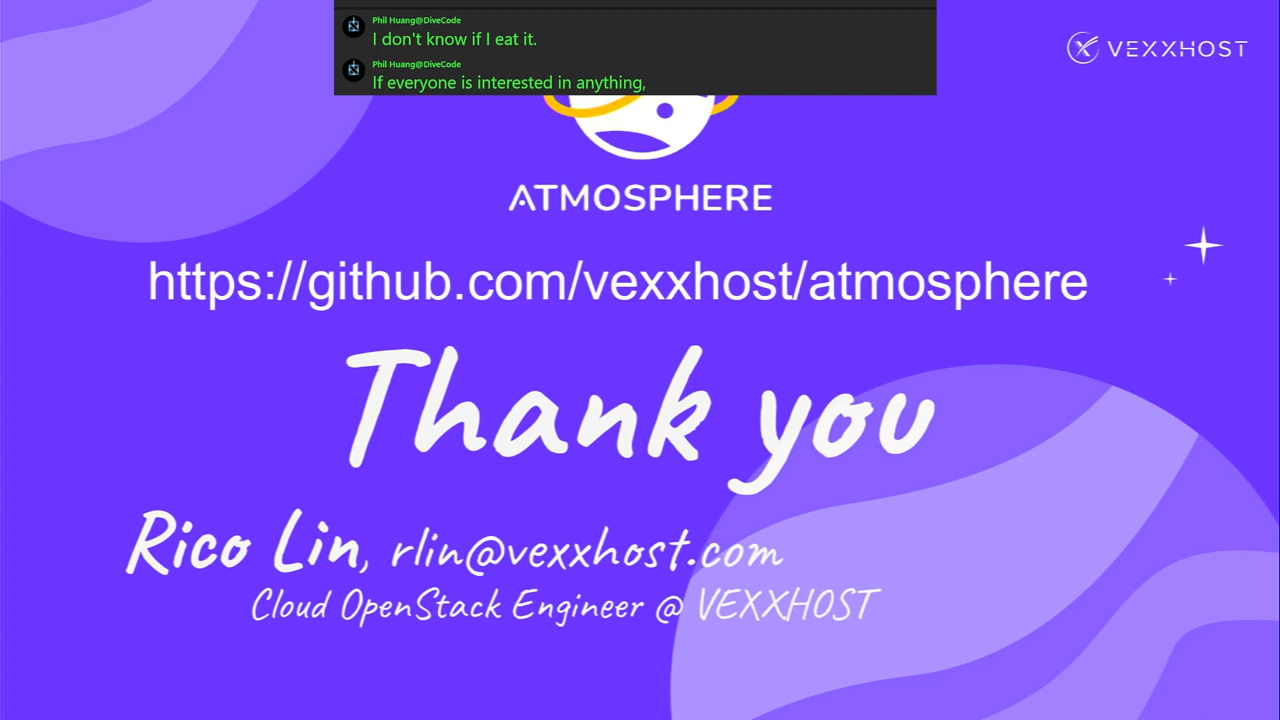 Phil Huang@DiveCode
I don't know if I eat it.
Phil Huang@DiveCode
If everyone is interested in anything,
VEXXHOST
ATMOSPHERE
https://github.com/vexxhost/atmosphere
Thank you
Rico Lin, rlin@vexxhost.com
Cloud OpenStack Engineer @ VEXXHOST